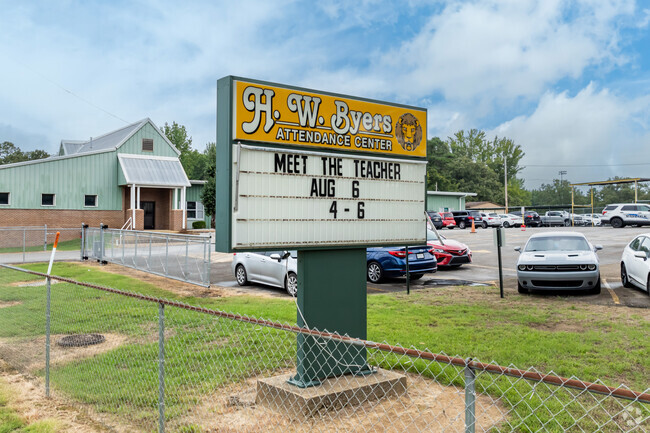 H. W. Byers
ATTENDANCE CENTER
MEET THE TEACHER
AUG 6
4 - 6